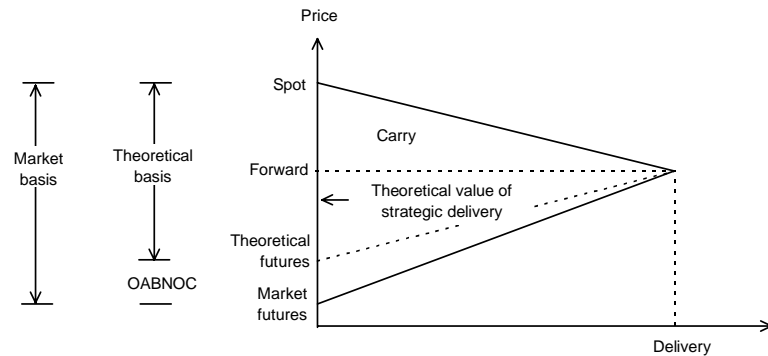 Price
Spot
Carry
Market
basis
Theoretical
basis
Forward
Theoretical value of
strategic delivery
Theoretical
futures
OABNOC
Market
futures
Delivery